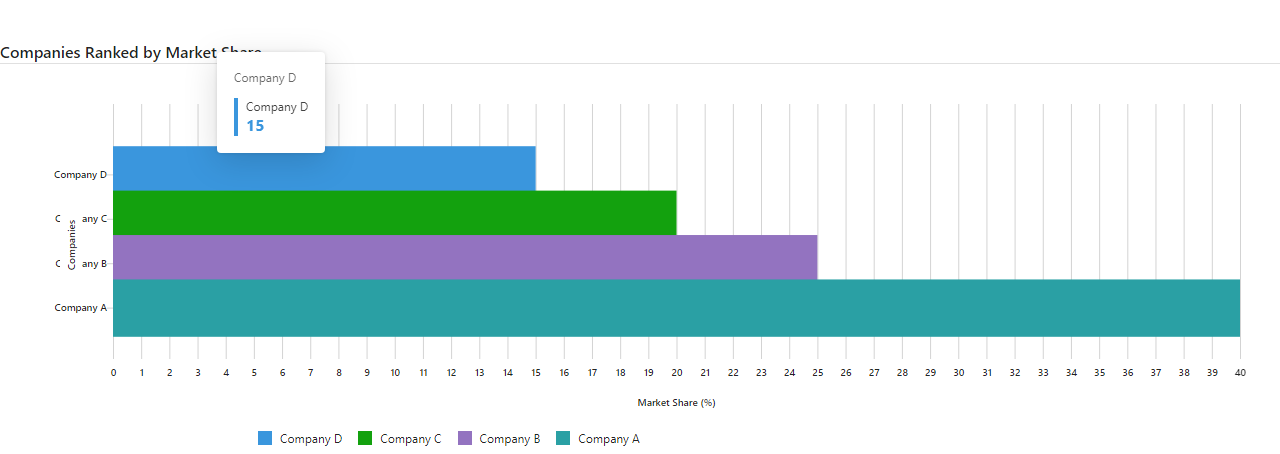 Companies Ranked by Market Share
Company D
Company D
15
Company D
C any C
C any B
Company A
Companies
0 1 2 3 4 5 6 7 8 9 10 11 12 13 14 15 16 17 18 19 20 21 22 23 24 25 26 27 28 29 30 31 32 33 34 35 36 37 38 39 40
Market Share (%)
Company D Company C Company B Company A